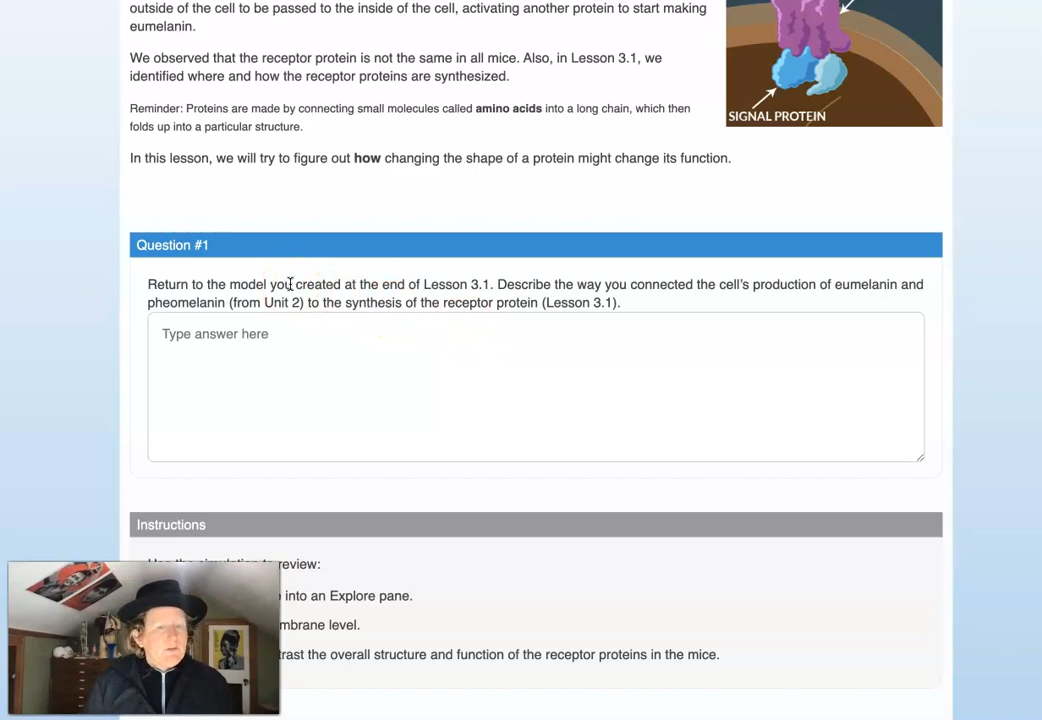 outside of the cell to be passed to the inside of the cell, activating another protein to start making
eumelanin.
We observed that the receptor protein is not the same in all mice. Also, in Lesson 3.1, we
identified where and how the receptor proteins are synthesized.
Reminder: Proteins are made by connecting small molecules called amino acids into a long chain, which then
folds up into a particular structure.
SIGNAL PROTEIN
In this lesson, we will try to figure out how changing the shape of a protein might change its function.
Question #1
Return to the model you created at the end of Lesson 3.1. Describe the way you connected the cell's production of eumelanin and
pheomelanin (from Unit 2) to the synthesis of the receptor protein (Lesson 3.1).
Type answer here
Instructions
review:
into an Explore pane.
mbrane level.
trast the overall structure and function of the receptor proteins in the mice.